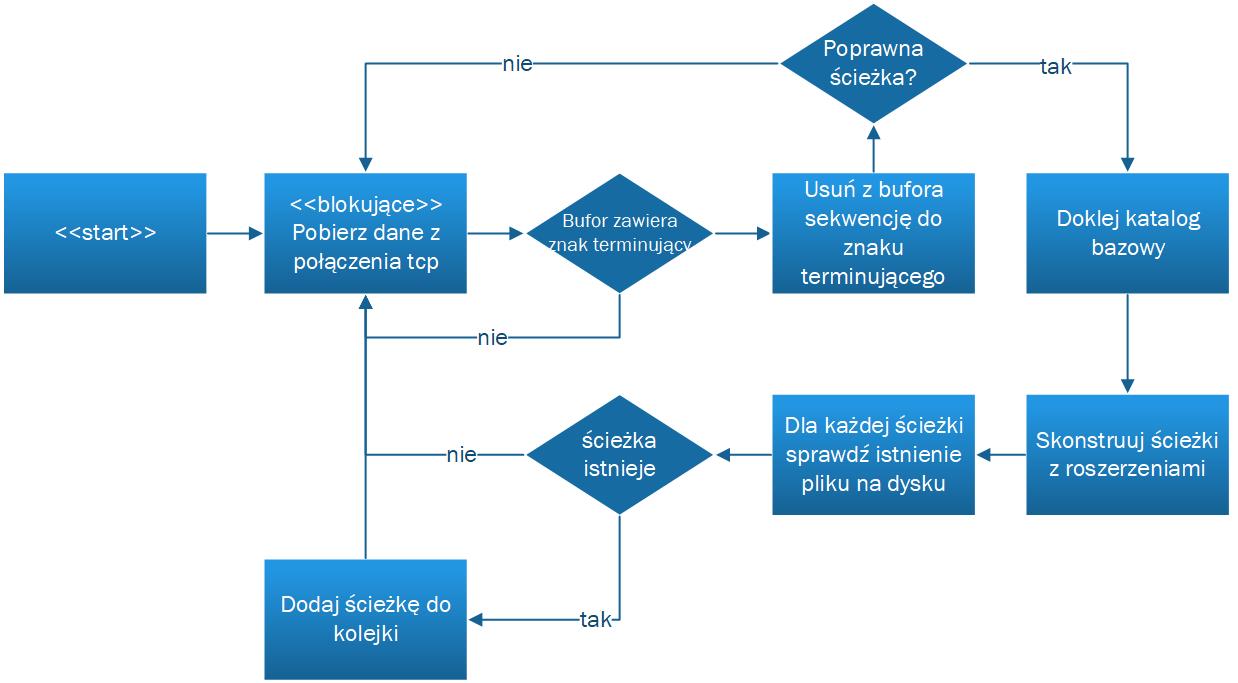 Poprawna
ścieżka?
nie
tak
<<start>>
<<blokujące>>
Pobierz dane z
połączenia tcp
Bufor zawiera
znak terminujący
Usuń z bufora
sekwencję do
znaku
terminującego
Doklej katalog
bazowy
nie
ścieżka
istnieje
nie
Dla każdej ścieżki
sprawdź istnienie
pliku na dysku
Skonstruuj ścieżki
z roszerzeniami
Dodaj ścieżkę do
kolejki
tak